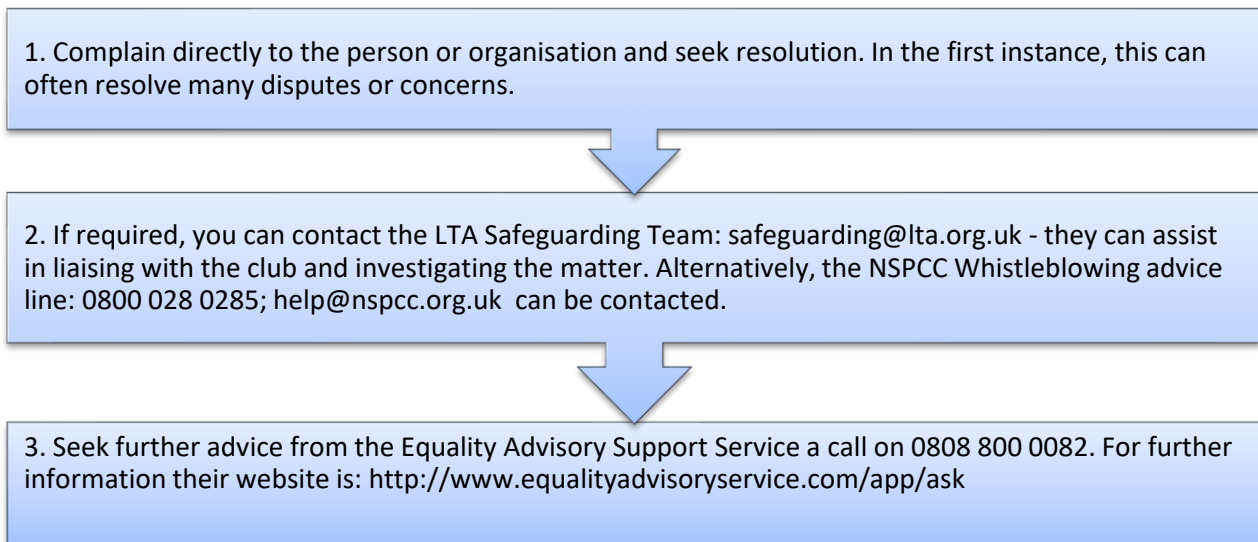 1. Complain directly to the person or organisation and seek resolution. In the first instance, this can
often resolve many disputes or concerns.
2. If required, you can contact the LTA Safeguarding Team: safeguarding@lta.org.uk - they can assist
in liaising with the club and investigating the matter. Alternatively, the NSPCC Whistleblowing advice
line: 0800 028 0285; help@nspcc.org.uk  can be contacted.
3. Seek further advice from the Equality Advisory Support Service a call on 0808 800 0082. For further
information their website is: http://www.equalityadvisoryservice.com/app/ask